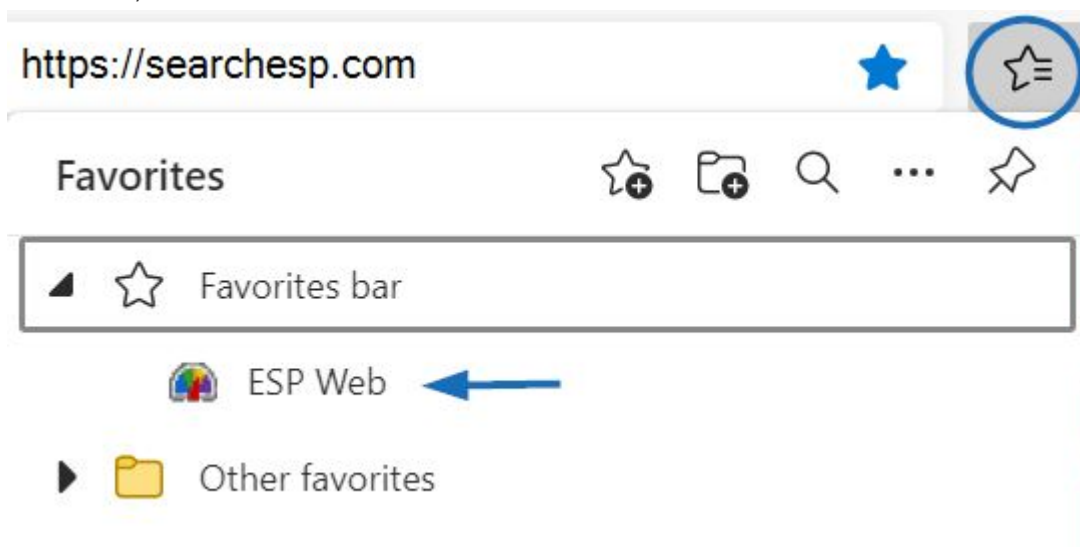 https://searchesp.com
Favorites
Favorites bar
ESP Web
Other favorites